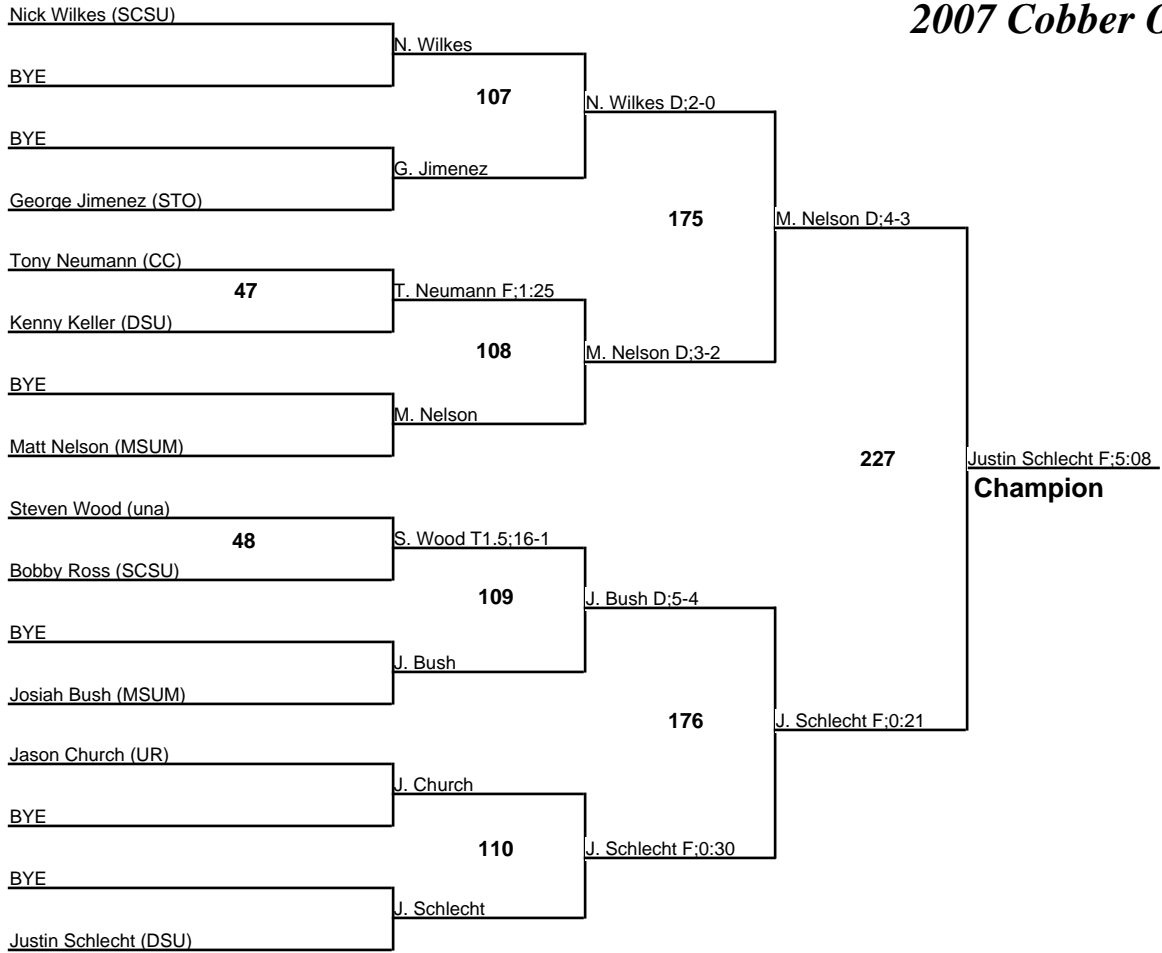 2007 Cobber O
Nick Wilkes (SCSU)
N. Wilkes
BYE
107
N. Wilkes D;2-0
BYE
G. Jimenez
George Jimenez (STO)
175
M. Nelson D;4-3
Tony Neumann (CC)
47
T. Neumann F;1:25
Kenny Keller (DSU)
108
M. Nelson D;3-2
BYE
M. Nelson
Matt Nelson (MSUM)
227
Justin Schlecht F;5:08
Champion
Steven Wood (una)
48
S. Wood T1.5;16-1
Bobby Ross (SCSU)
109
J. Bush D;5-4
BYE
J. Bush
Josiah Bush (MSUM)
176
J. Schlecht F;0:21
Jason Church (UR)
J. Church
BYE
110
J. Schlecht F;0:30
BYE
J. Schlecht
Justin Schlecht (DSU)